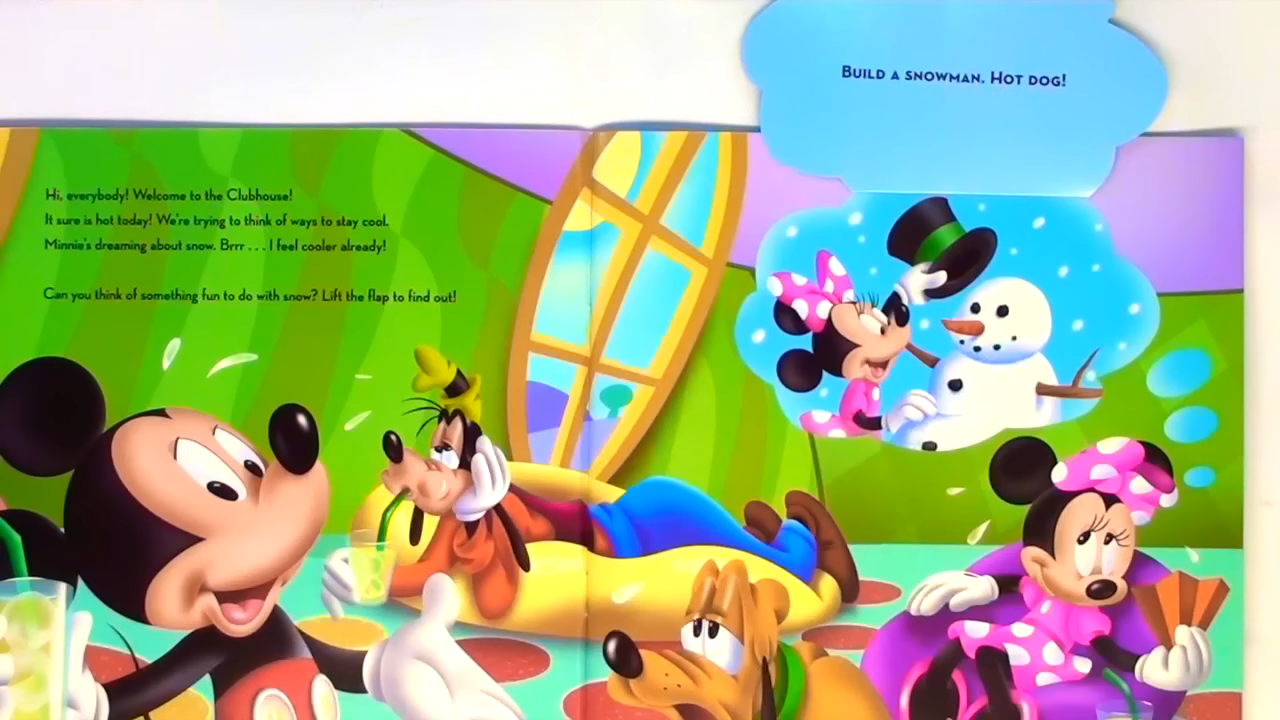 Build a snowman. Hot dog!
Hi, everybody! Welcome to the Clubhouse!
It sure is hot today! We're trying to think of ways to stay cool.
Minnie's dreaming about snow. Brrr . . . I feel cooler already!
Can you think of something fun to do with snow? Lift the flap to find out!